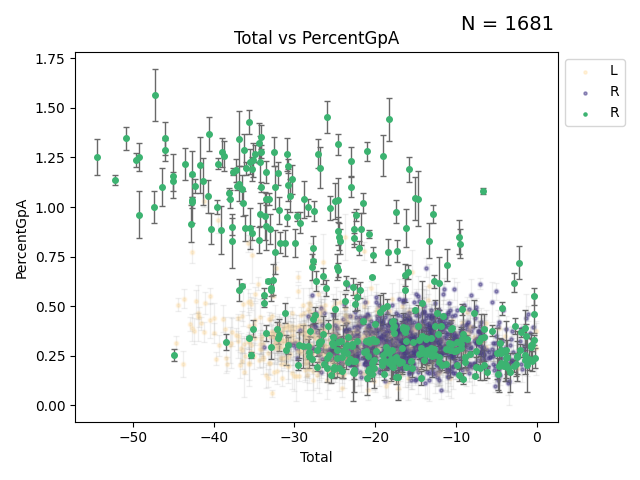 N = 1681
Total vs PercentGpA
L
R
R
1.75
1.50
1.25
1.00
0.75
0.50
0.25
0.00
PercentGpA
−50
−40
−30
−20
−10
0
Total